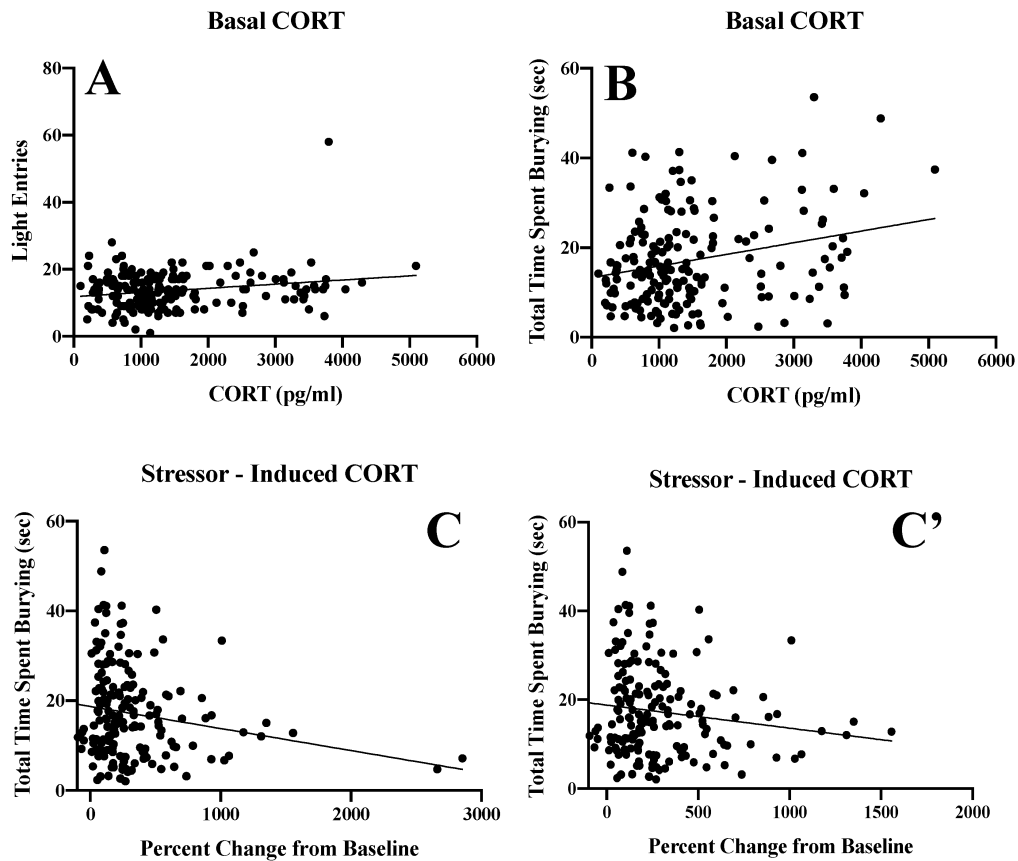 Basal CORT
A
Light Entries
80
60
40
20
0
0 1000 2000 3000 4000 5000 6000
CORT (pg/ml)
Basal CORT
B
Total Time Spent Burying (sec)
60
40
20
0
0 1000 2000 3000 4000 5000 6000
CORT (pg/ml)
Stressor - Induced CORT
C
Total Time Spent Burying (sec)
60
40
20
0
0 1000 2000 3000
Percent Change from Baseline
Stressor - Induced CORT
C’
Total Time Spent Burying (sec)
60
40
20
0
0 500 1000 1500 2000
Percent Change from Baseline